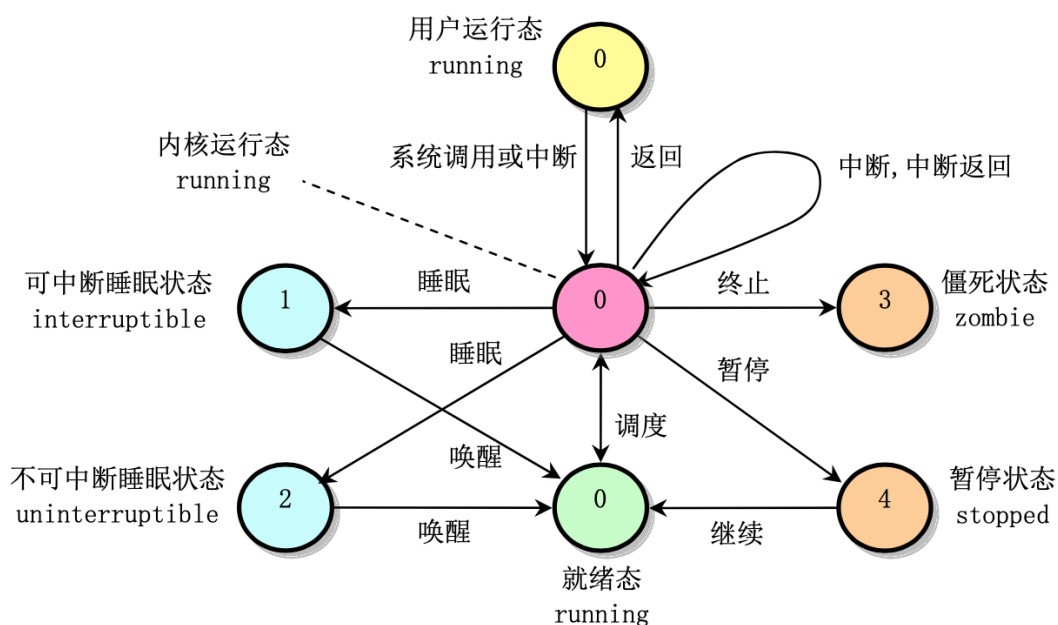 用户运行态
running
0
系统调用或中断
返回
内核运行态
running
中断,中断返回
可中断睡眠状态
interruptible
1
睡眠
0
终止
3
僵死状态
zombie
睡眠
暂停
调度
唤醒
不可中断睡眠状态
uninterruptible
2
唤醒
0
继续
4
暂停状态
stopped
就绪态
running